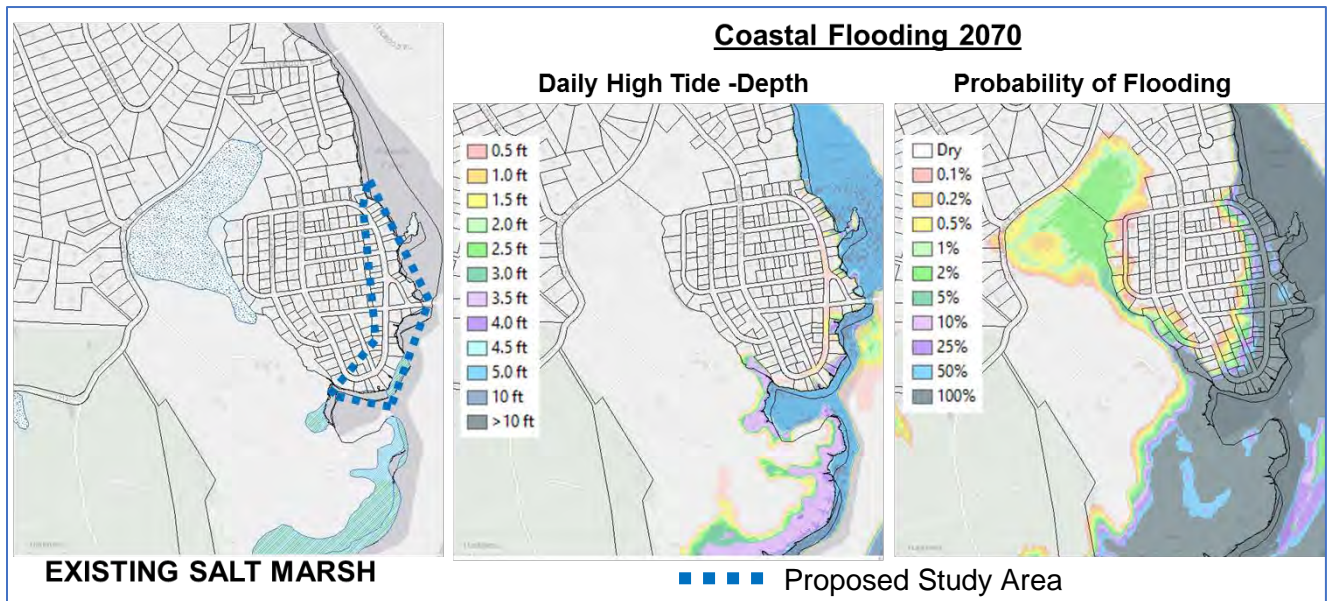 Coastal Flooding 2070
Daily High Tide -Depth
Probability of Flooding
0.5 ft
1.0 ft
1.5 ft
2.0 ft
2.5 ft
3.0 ft
3.5 ft
4.0 ft
4.5 ft
5.0 ft
10 ft
>10 ft
Dry
0.1%
0.2%
0.5%
1%
2%
5%
10%
25%
50%
100%
EXISTING SALT MARSH
Proposed Study Area